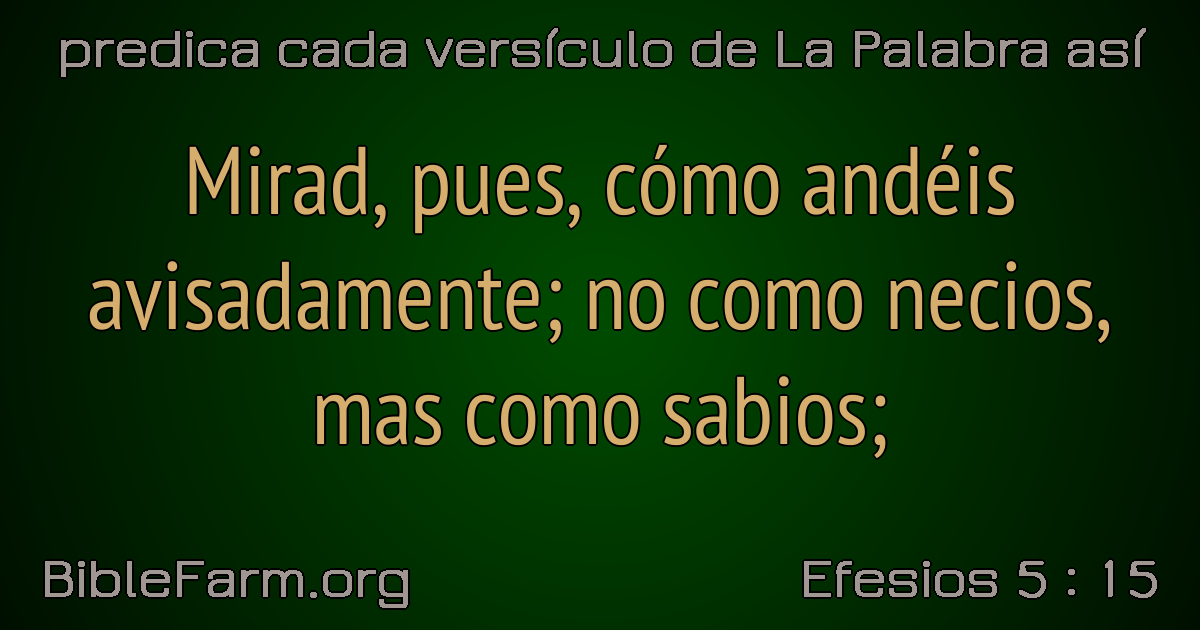 predica cada versículo de La Palabra así
Mirad, pues, cómo andéis
avisadamente; no como necios,
mas como sabios;
BibleFarm.org
Efesios 5 : 15